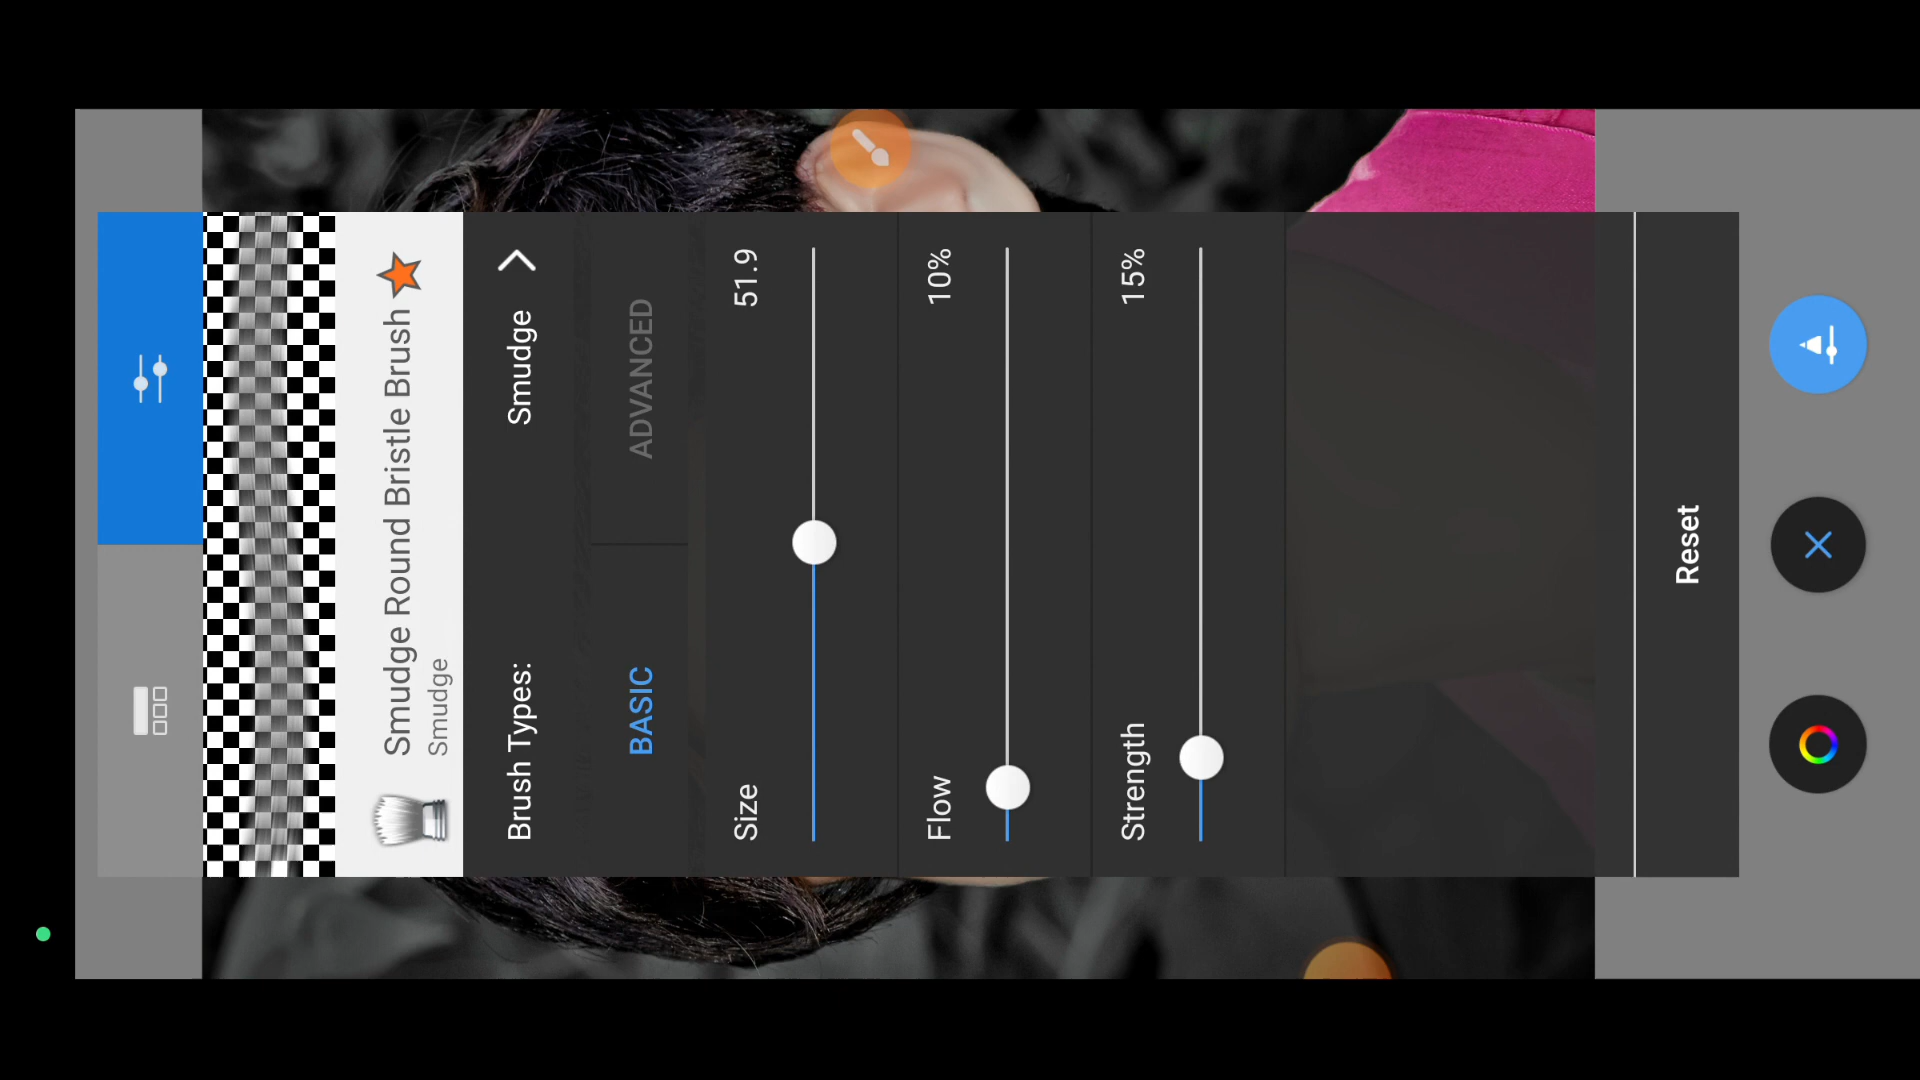 Smudge Round Bristle Brush
Smudge
Brush Types: Smudge
BASIC ADVANCED
Size 51.9
Flow 10%
Strength 15%
Reset